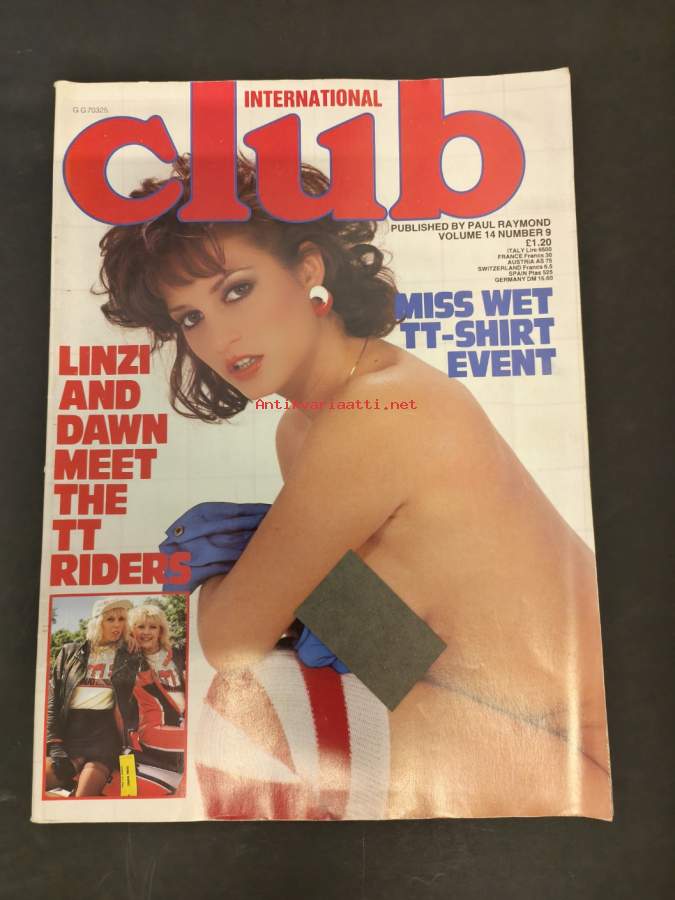 G G 70325
INTERNATIONAL
club
PUBLISHED BY PAUL RAYMOND
VOLUME 14 NUMBER 9
£1.20
ITALY Lire 6500
FRANCE Francs 30
AUSTRIA AS 75
SWITZERLAND Francs 6.5
SPAIN Ptas 525
GERMANY DM 15.60
MISS WET
TT-SHIRT
EVENT
LINZI
AND
DAWN
MEET
THE
TT
RIDERS
Antikvariaatti.net